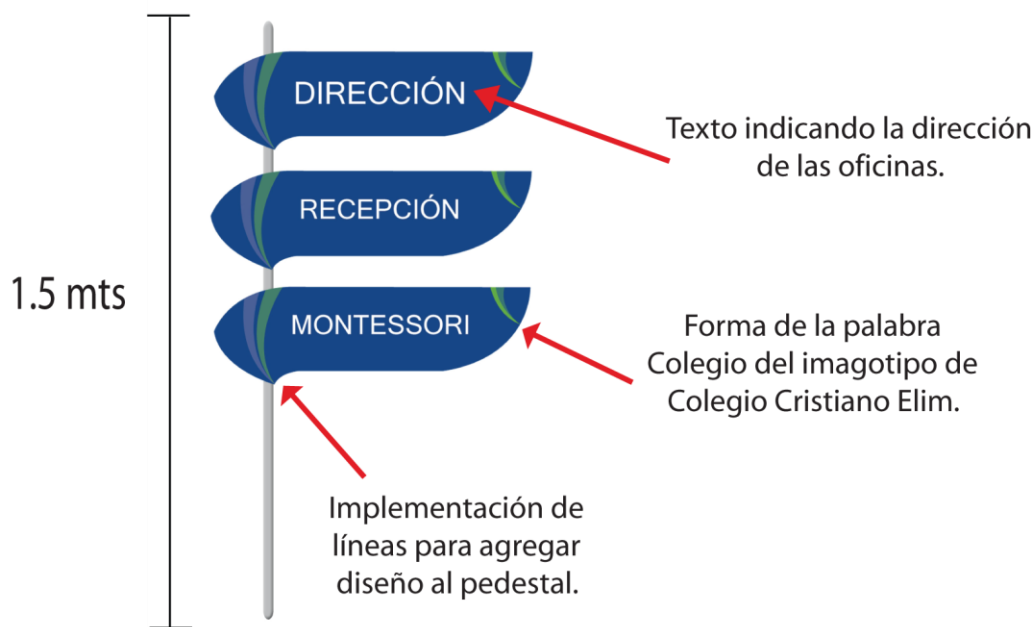 DIRECCIÓN
Texto indicando la dirección
de las oficinas.
RECEPCIÓN
1.5 mts
MONTESSORI
Forma de la palabra
Colegio del imagotipo de
Colegio Cristiano Elim.
Implementación de
líneas para agregar
diseño al pedestal.